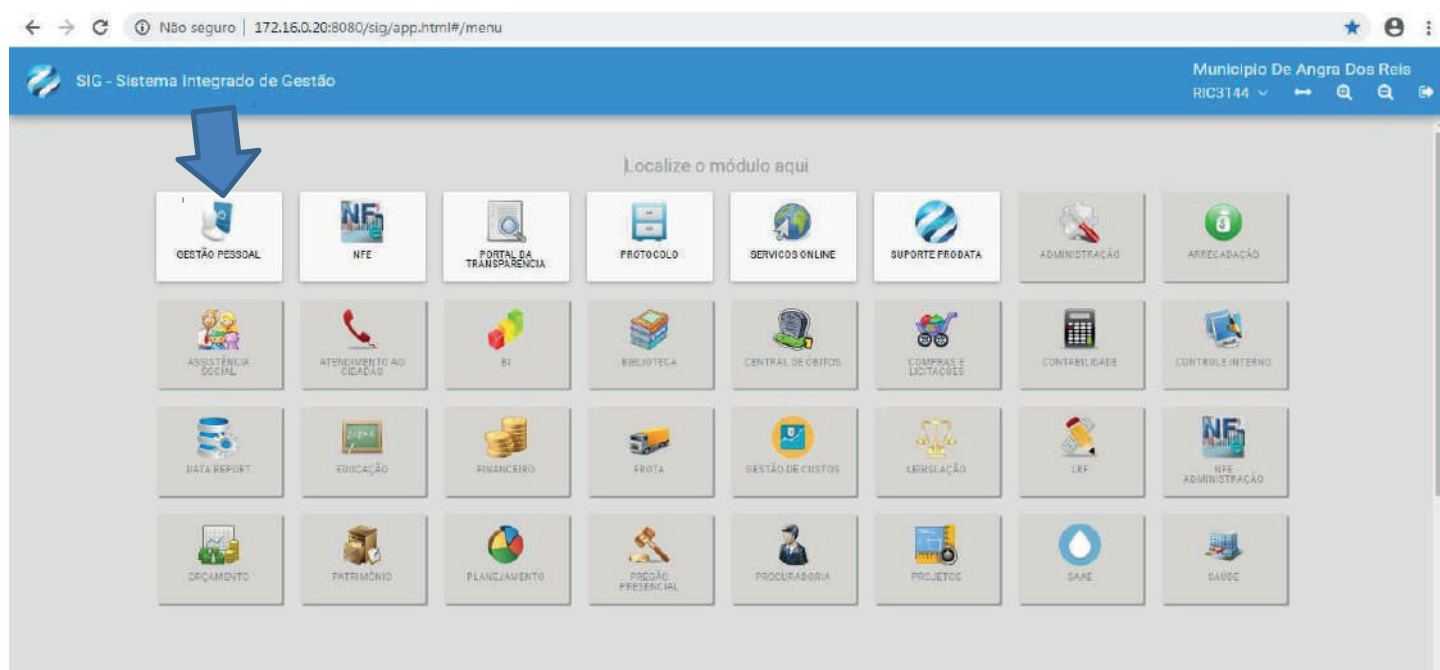 Não seguro | 172.16.0.20:8080/sig/app.html#/menu
SIG - Sistema Integrado de Gestão
Municipio De Angra Dos Reis
RIC3144
Localize o módulo aqui
GESTÃO PESSOAL
NFE
PORTAL DA
TRANSPARÊNCIA
PROTOCOLO
SERVICOS ONLINE
SUPORTE PRODATA
ADMINISTRAÇÃO
ARRECADAÇÃO
ASSISTÊNCIA
SOCIAL
ATENDIMENTO AO
CIDADÃO
BI
BIBLIOTECA
CENTRAL DE ÓBITOS
COMPRAS E
LICITAÇÕES
CONTABILIDADE
CONTROLE INTERNO
DATA REPORT
EDUCAÇÃO
FINANCEIRO
FROTA
GESTÃO DE CUSTOS
LEGISLAÇÃO
LRF
NFE
ADMINISTRAÇÃO
ORÇAMENTO
PATRIMÔNIO
PLANEJAMENTO
PREGÃO
PRESENCIAL
PROCURADORIA
PROJETOS
SAAE
SAÚDE